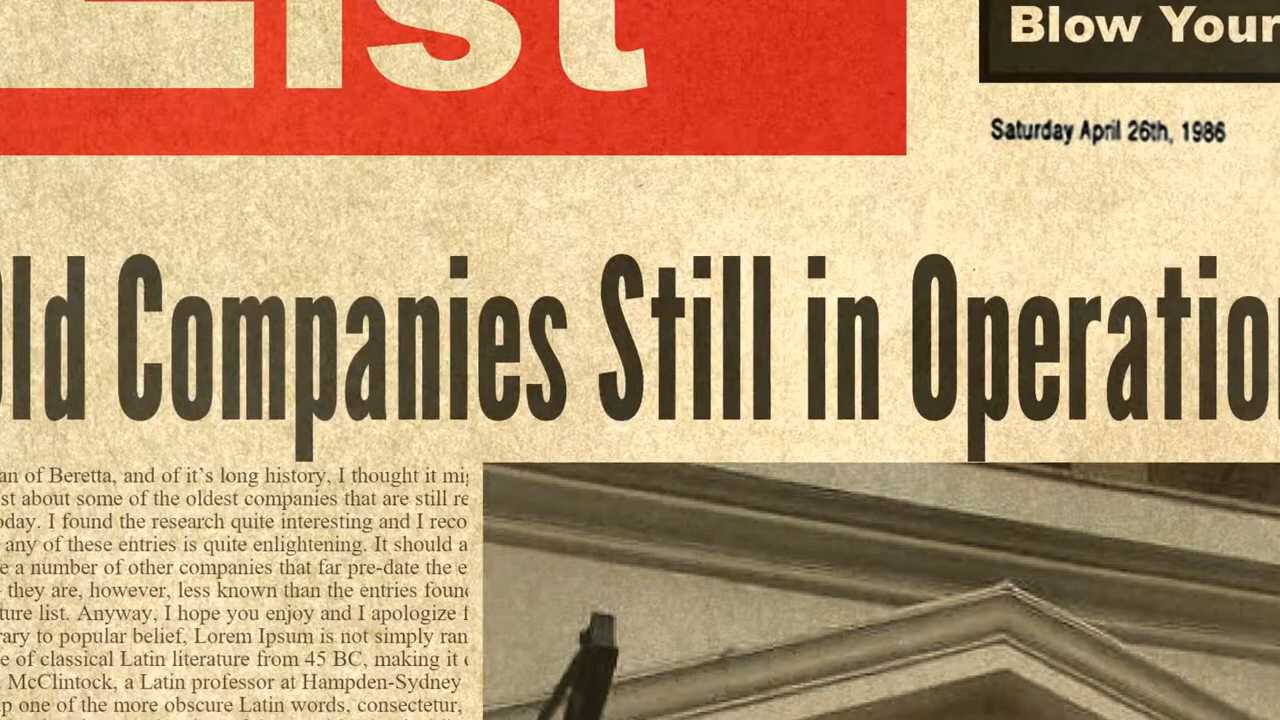 List
Blow Your
Saturday April 26th, 1986
Old Companies Still in Operation
an of Beretta, and of it's long history, I thought it mig
st about some of the oldest companies that are still re
oday. I found the research quite interesting and I reco
any of these entries is quite enlightening. It should a
e a number of other companies that far pre-date the e
they are, however, less known than the entries found
ture list. Anyway, I hope you enjoy and I apologize f
rary to popular belief, Lorem Ipsum is not simply ran
e of classical Latin literature from 45 BC, making it
McClintock, a Latin professor at Hampden-Sydney
p one of the more obscure Latin words, consectetur,